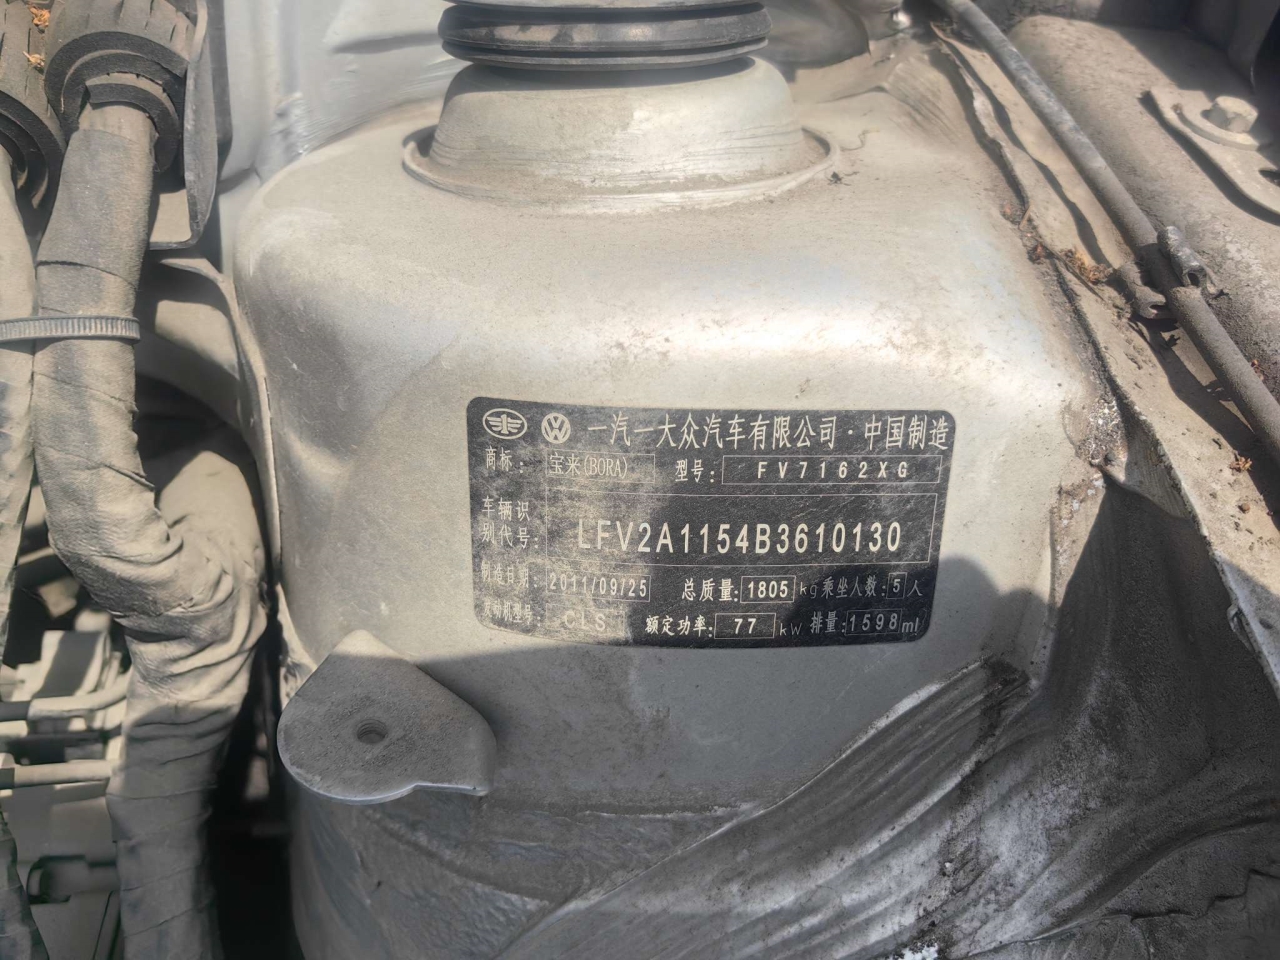 一汽一大众汽车有限公司·中国制造
商标: 宝来(BORA) 型号: FV7162XG
车辆识别代号: LFV2A1154B3610130
制造日期: 2011/09/25 总质量: 1805 kg 乘坐人数: 5 人
发动机型号: CLS 额定功率: 77 kW 排量: 1598 ml